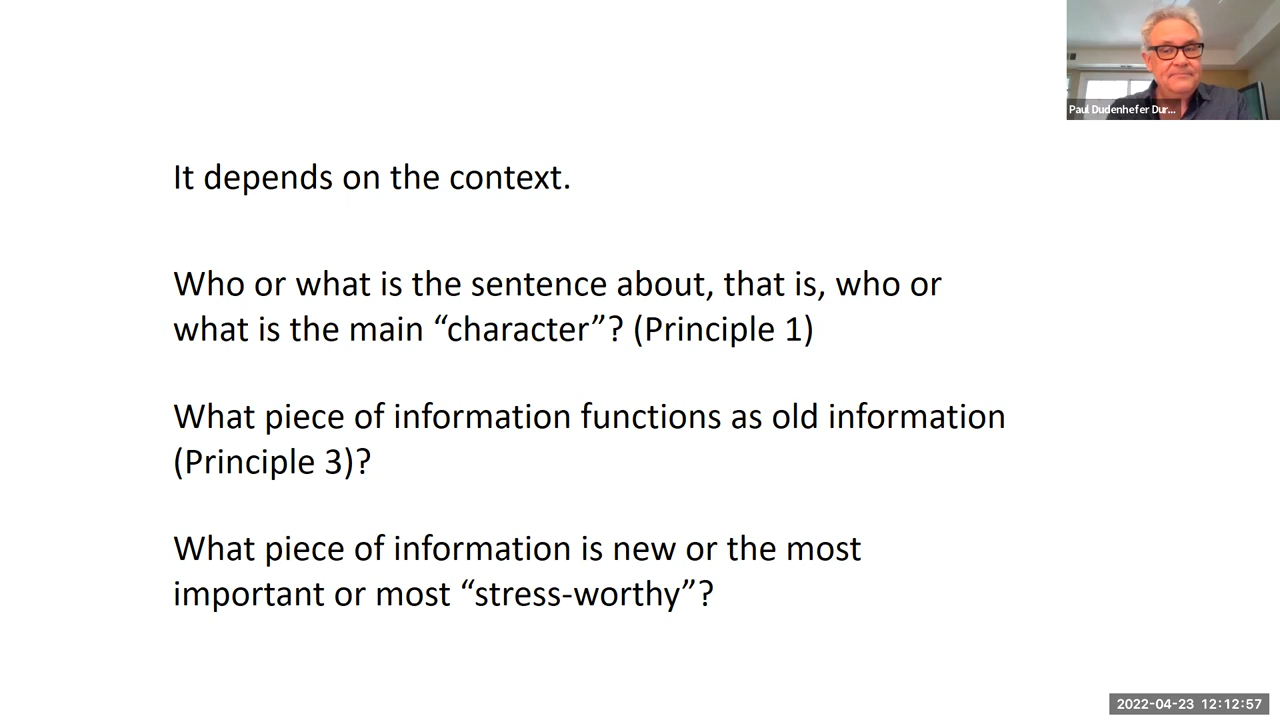 Paul Dudenhefer Dur...
It depends on the context.
Who or what is the sentence about, that is, who or
what is the main “character”? (Principle 1)
What piece of information functions as old information
(Principle 3)?
What piece of information is new or the most
important or most “stress-worthy”?
2022-04-23 12:12:57